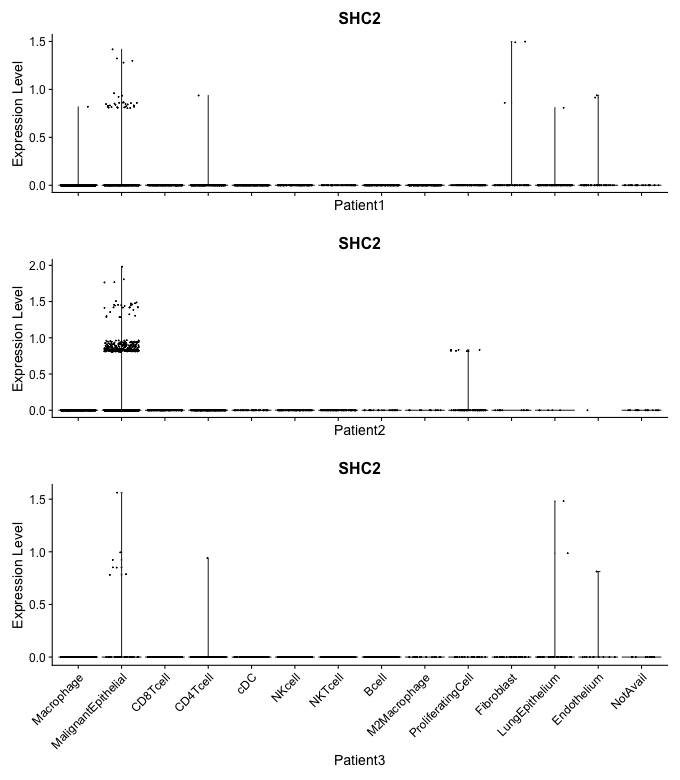 SHC2
Expression Level
1.5
1.0
0.5
0.0
Patient1
SHC2
Expression Level
2.0
1.5
1.0
0.5
0.0
Patient2
SHC2
Expression Level
1.5
1.0
0.5
0.0
Macrophage
MalignantEpithelial
CD8Tcell
CD4Tcell
cDC
NKcell
NKTcell
Bcell
M2Macrophage
ProliferatingCell
Fibroblast
LungEpithelium
Endothelium
NotAvail
Patient3